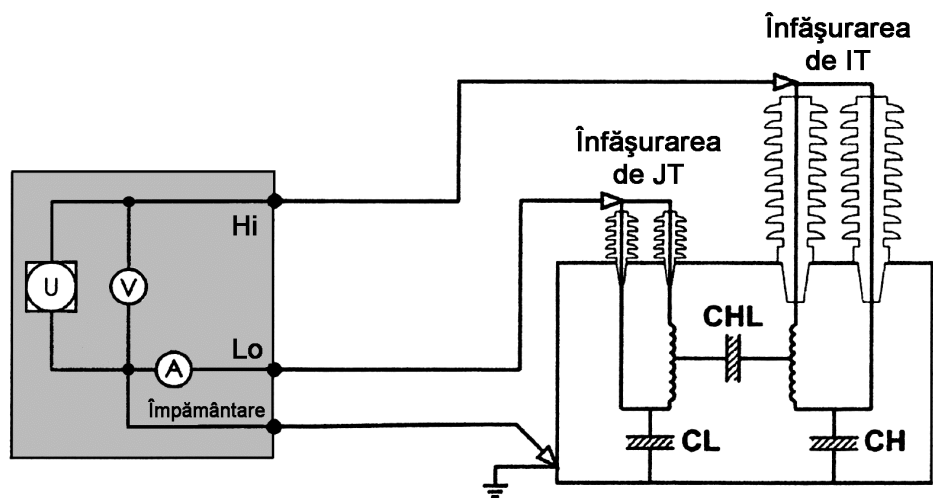 Înfăşurarea
de IT
Înfăşurarea
de JT
Hi
U
V
CHL
Lo
A
Împământare
CL
CH